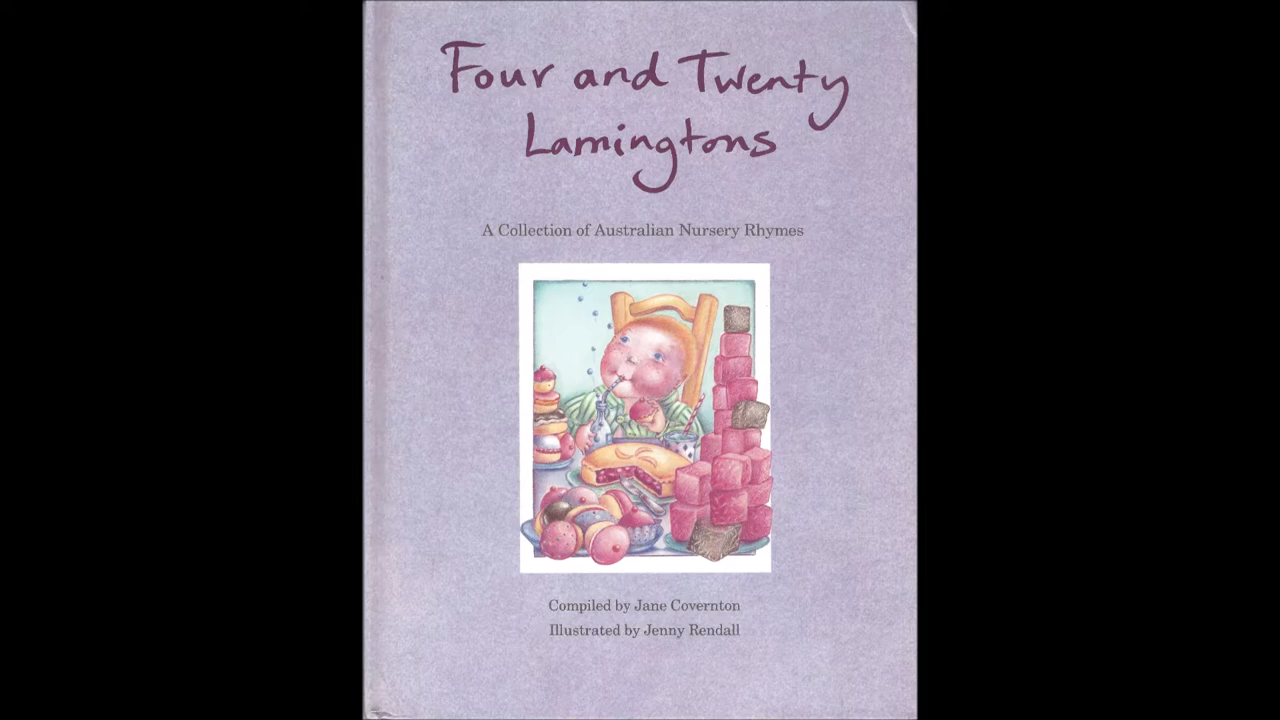 Four and Twenty
Lamingtons
A Collection of Australian Nursery Rhymes
Compiled by Jane Covernton
Illustrated by Jenny Rendall